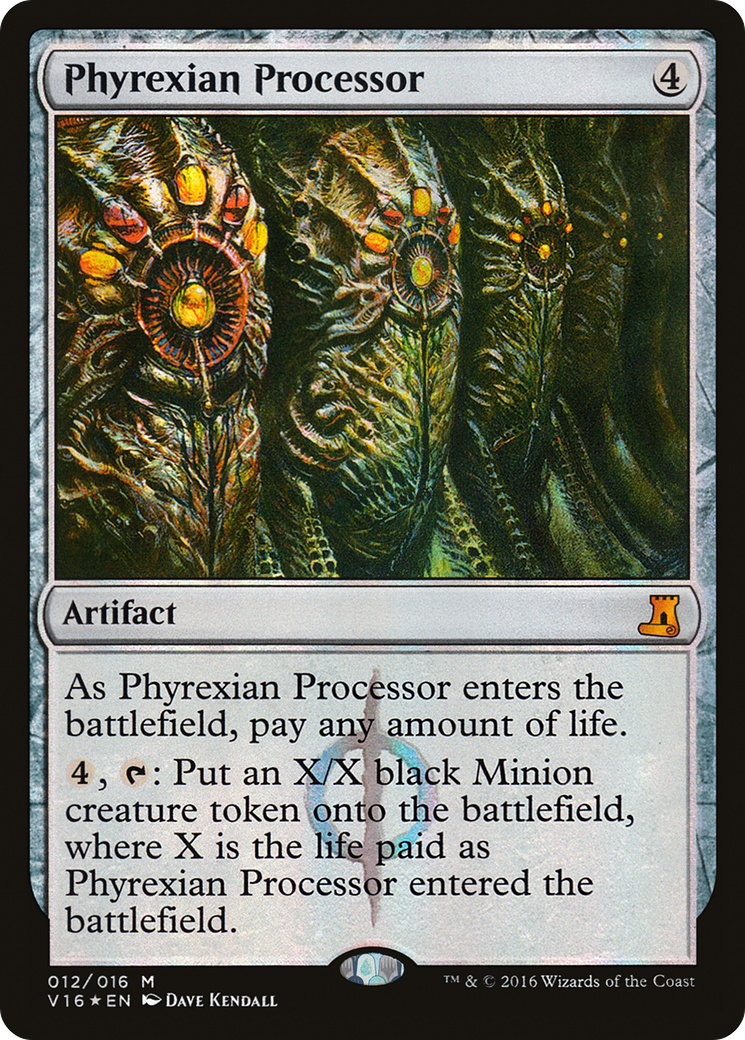 Phyrexian Processor 4
Artifact
As Phyrexian Processor enters the
battlefield, pay any amount of life.
4, : Put an X/X black Minion
creature token onto the battlefield,
where X is the life paid as
Phyrexian Processor entered the
battlefield.
012/016 M
V16★EN Dave Kendall
™ & © 2016 Wizards of the Coast